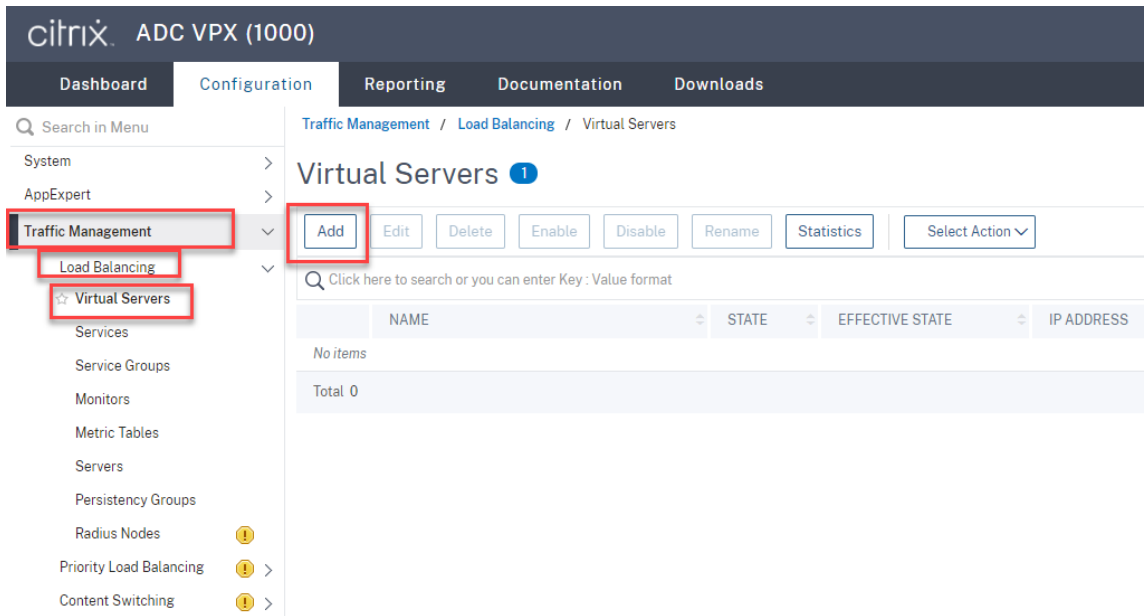 citrix. ADC VPX (1000)
Dashboard Configuration Reporting Documentation Downloads
Search in Menu
System
AppExpert
Traffic Management
Load Balancing
Virtual Servers
Services
Service Groups
Monitors
Metric Tables
Servers
Persistency Groups
Radius Nodes
Priority Load Balancing
Content Switching
Traffic Management / Load Balancing / Virtual Servers
Virtual Servers 1
Add Edit Delete Enable Disable Rename Statistics Select Action
Click here to search or you can enter Key : Value format
NAME STATE EFFECTIVE STATE IP ADDRESS
No items
Total 0